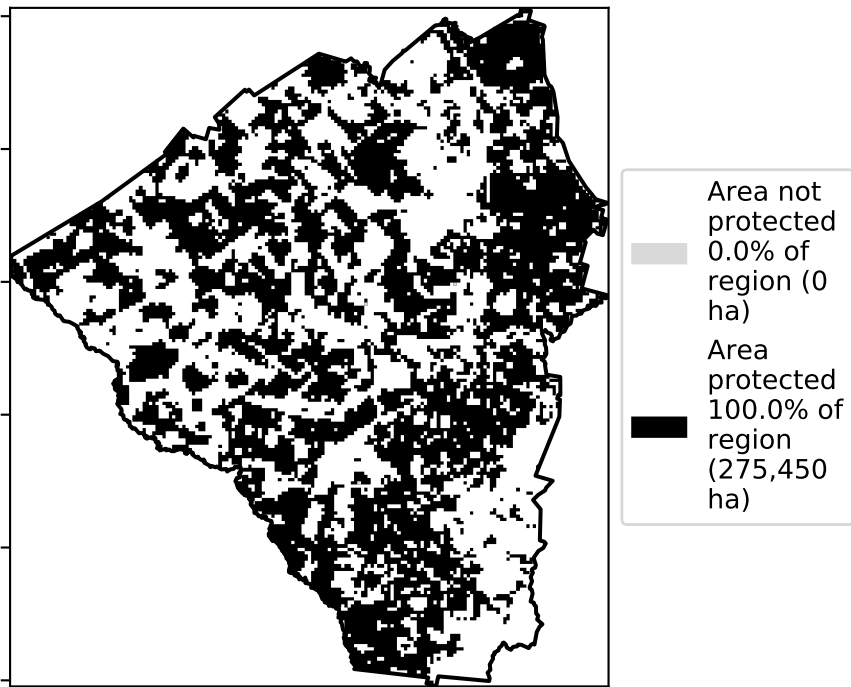 Area not
protected
0.0% of
region (0
ha)
Area
protected
100.0% of
region
(275,450
ha)